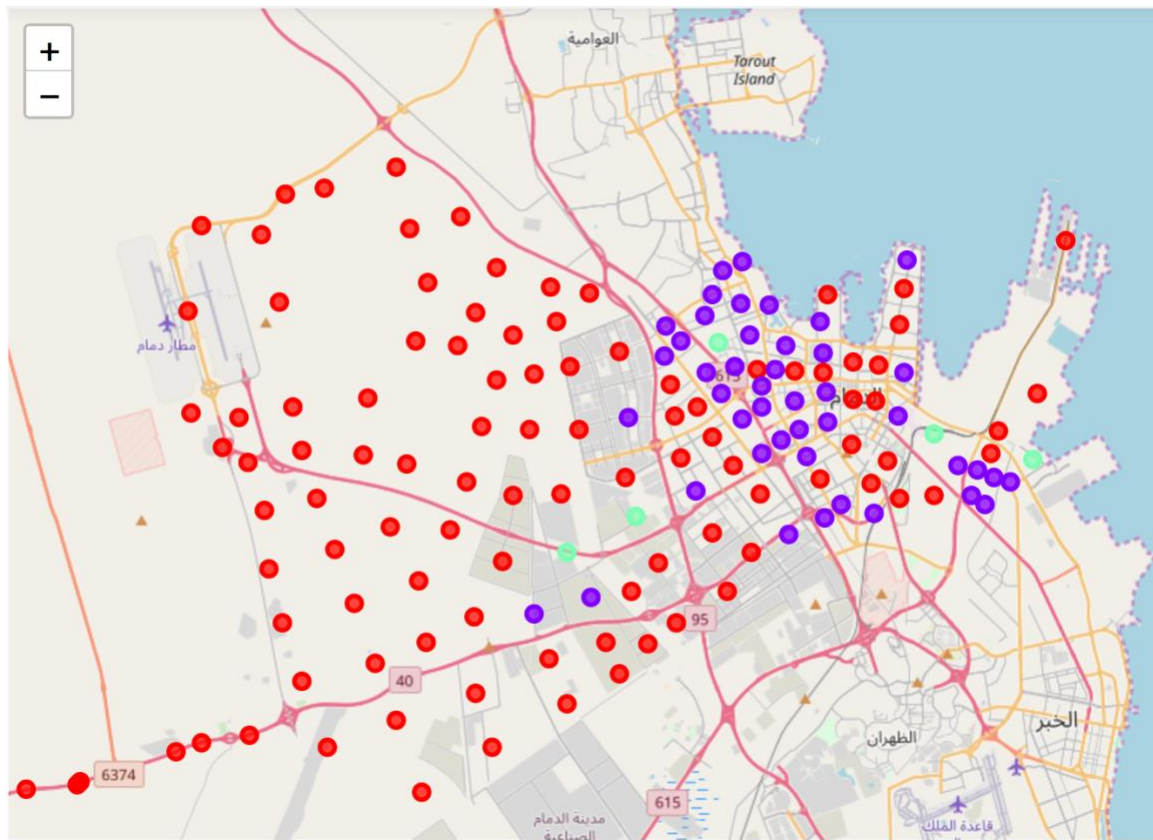 +
−
العوامية
Tarout
Island
مطار دمام
613
الدمام
95
40
6374
الخبر
الظهران
615
مدينة الدمام
الصناعية
قاعدة الملك